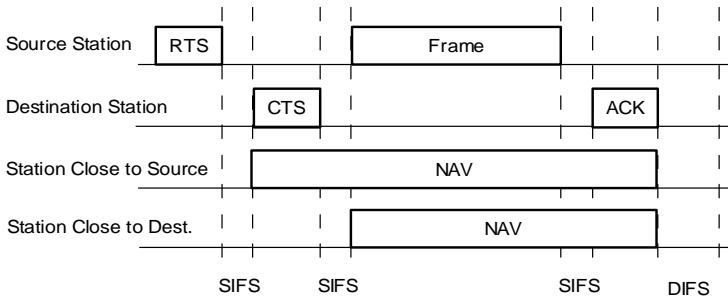 Source Station RTS Frame
Destination Station CTS ACK
Station Close to Source NAV
Station Close to Dest. NAV
SIFS SIFS SIFS DIFS